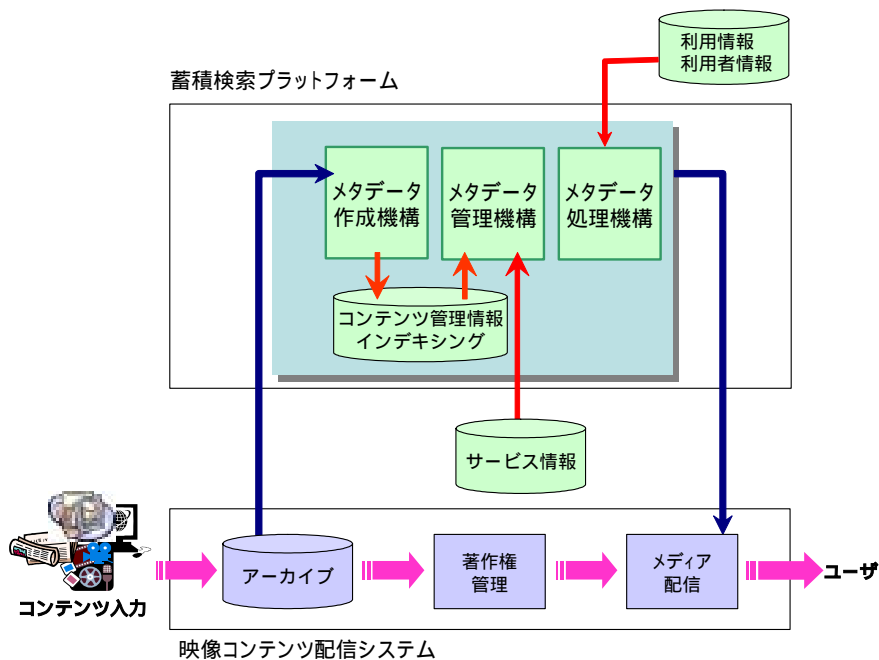 利用情報
利用者情報
蓄積検索プラットフォーム
メタデータ
作成機構
メタデータ
管理機構
メタデータ
処理機構
コンテンツ管理情報
インデキシング
サービス情報
アーカイブ
著作権
管理
メディア
配信
ユーザ
コンテンツ入力
映像コンテンツ配信システム